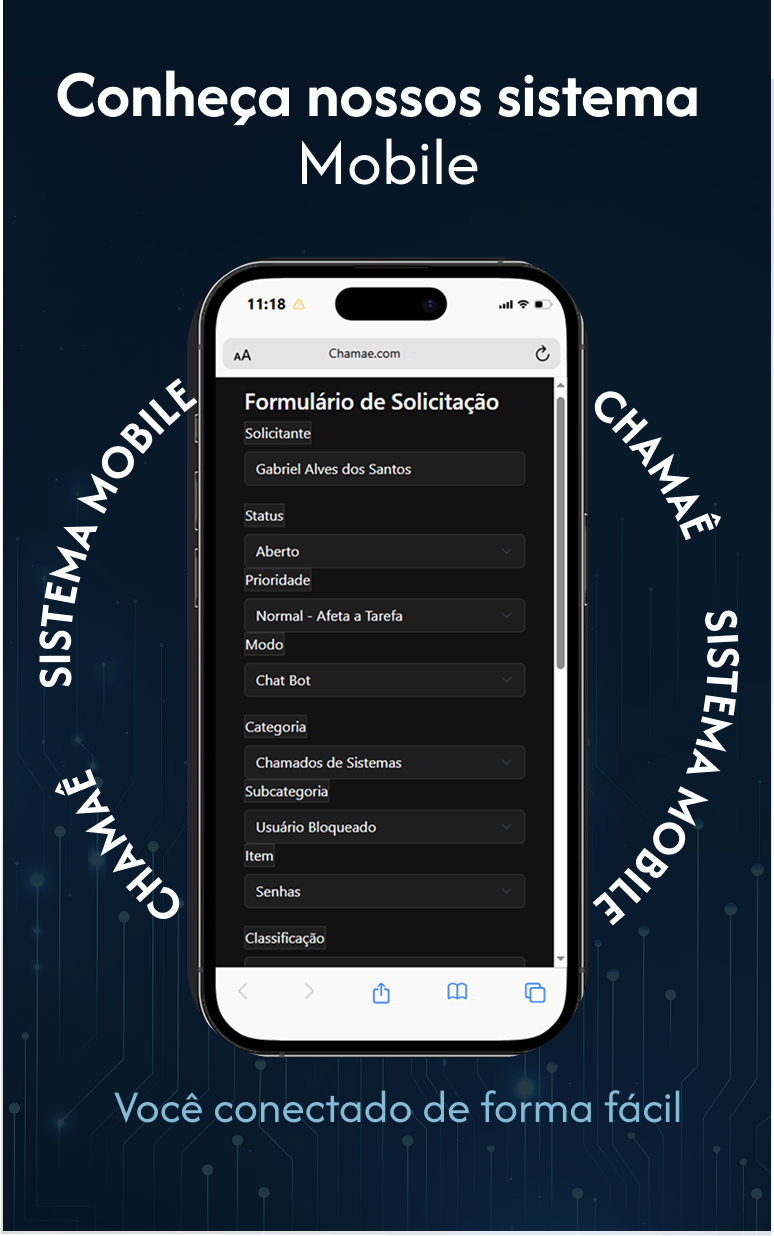 Conheça nossos sistema
Mobile
11:18
AA
Chamae.com
Formulário de Solicitação
Solicitante
Gabriel Alves dos Santos
Status
Aberto
Prioridade
Normal - Afeta a Tarefa
Modo
Chat Bot
Categoria
Chamados de Sistemas
Subcategoria
Usuário Bloqueado
Item
Senhas
Classificação
SISTEMA MOBILE
CHAMAÊ
CHAMAÊ
SISTEMA MOBILE
Você conectado de forma fácil